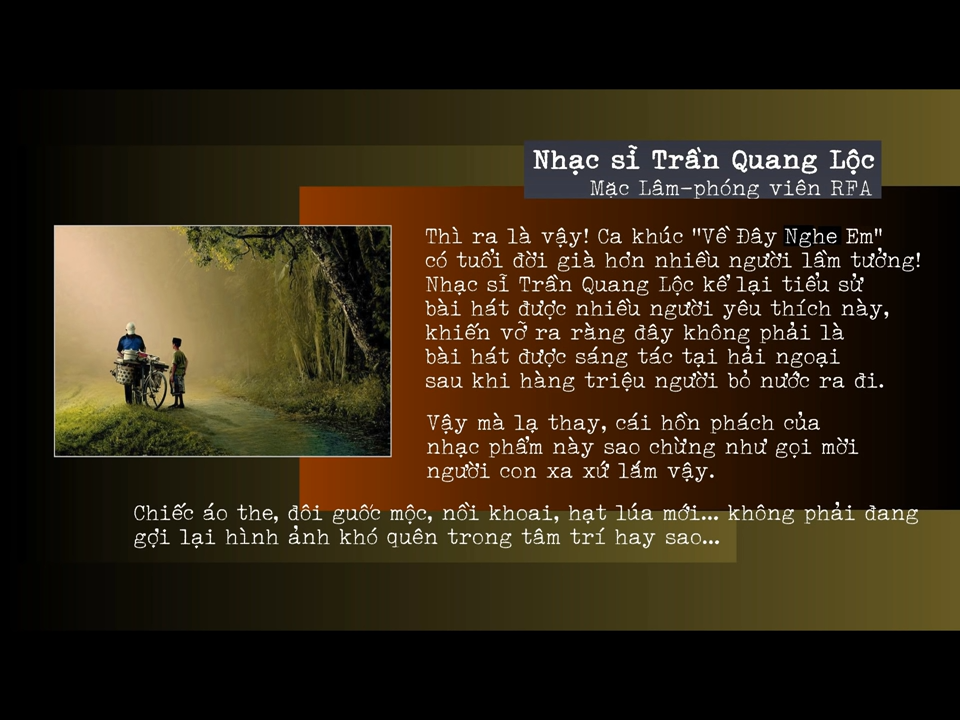 Nhạc sĩ Trần Quang Lộc
Mặc Lâm-phóng viên RFA
Thì ra là vậy! Ca khúc "Về Đây Nghe Em"
có tuổi đời già hơn nhiều người lầm tưởng!
Nhạc sĩ Trần Quang Lộc kể lại tiểu sử
bài hát được nhiều người yêu thích này,
khiến vỡ ra ràng đây không phải là
bài hát được sáng tác tại hải ngoại
sau khi hàng triệu người bỏ nước ra đi.
Vậy mà lạ thay, cái hồn phách của
nhạc phẩm này sao chừng như gọi mời
người con xa xứ lắm vậy.
Chiếc áo the, đôi guốc mộc, nồi khoai, hạt lúa mới... không phải đang
gợi lại hình ảnh khó quên trong tâm trí hay sao...